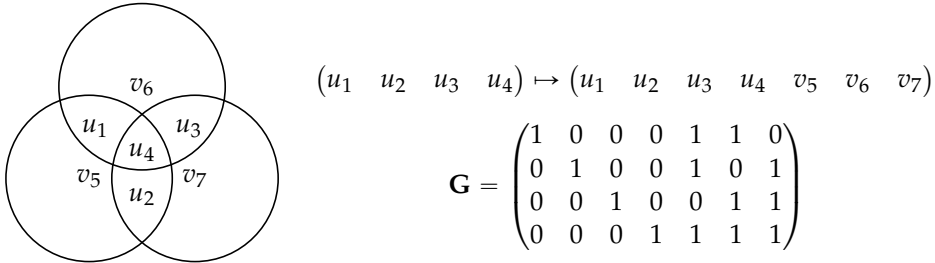 v₆
u₁ u₃
u₄
v₅ v₇
u₂
(u₁ u₂ u₃ u₄) ↦ (u₁ u₂ u₃ u₄ v₅ v₆ v₇)
G =
1 0 0 0 1 1 0
0 1 0 0 1 0 1
0 0 1 0 0 1 1
0 0 0 1 1 1 1